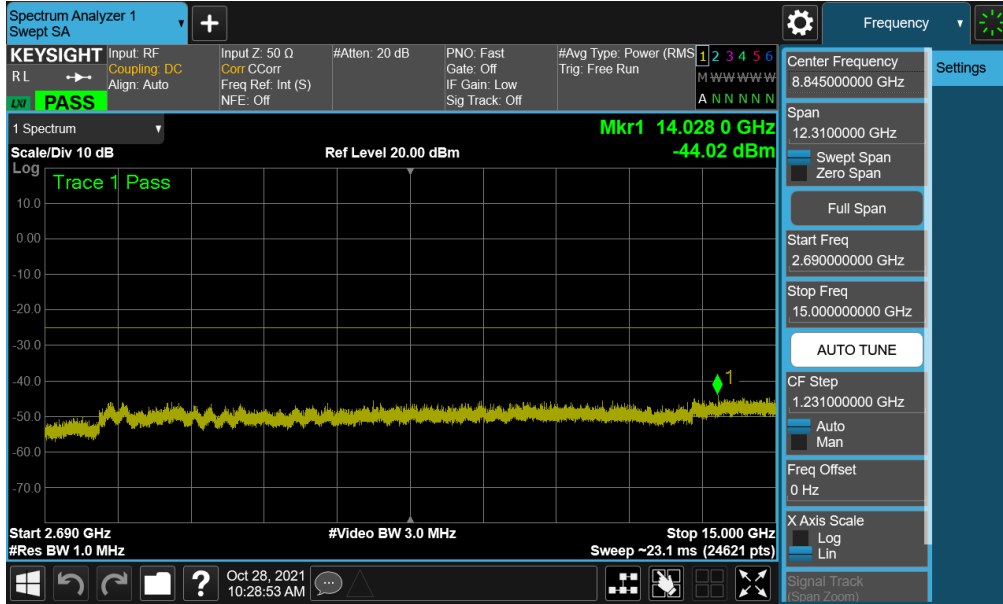 Spectrum Analyzer 1
Swept SA
Frequency
KEYSIGHT
R L
LXI
PASS
Input: RF
Coupling: DC
Align: Auto
Input Z: 50 Ω
Corr CCorr
Freq Ref: Int (S)
NFE: Off
#Atten: 20 dB
PNO: Fast
Gate: Off
IF Gain: Low
Sig Track: Off
#Avg Type: Power (RMS
Trig: Free Run
1 2 3 4 5 6
M W W W W W
A N N N N N
1 Spectrum
Mkr1 14.028 0 GHz
Scale/Div 10 dB
Ref Level 20.00 dBm
-44.02 dBm
Log
Trace 1 Pass
10.0
0.00
-10.0
-20.0
-30.0
-40.0
1
-50.0
-60.0
-70.0
Start 2.690 GHz
#Video BW 3.0 MHz
Stop 15.000 GHz
#Res BW 1.0 MHz
Sweep ~23.1 ms (24621 pts)
Center Frequency
8.845000000 GHz
Settings
Span
12.3100000 GHz
Swept Span
Zero Span
Full Span
Start Freq
2.690000000 GHz
Stop Freq
15.000000000 GHz
AUTO TUNE
CF Step
1.231000000 GHz
Auto
Man
Freq Offset
0 Hz
X Axis Scale
Log
Lin
Signal Track
(Span Zoom)
?
Oct 28, 2021
10:28:53 AM